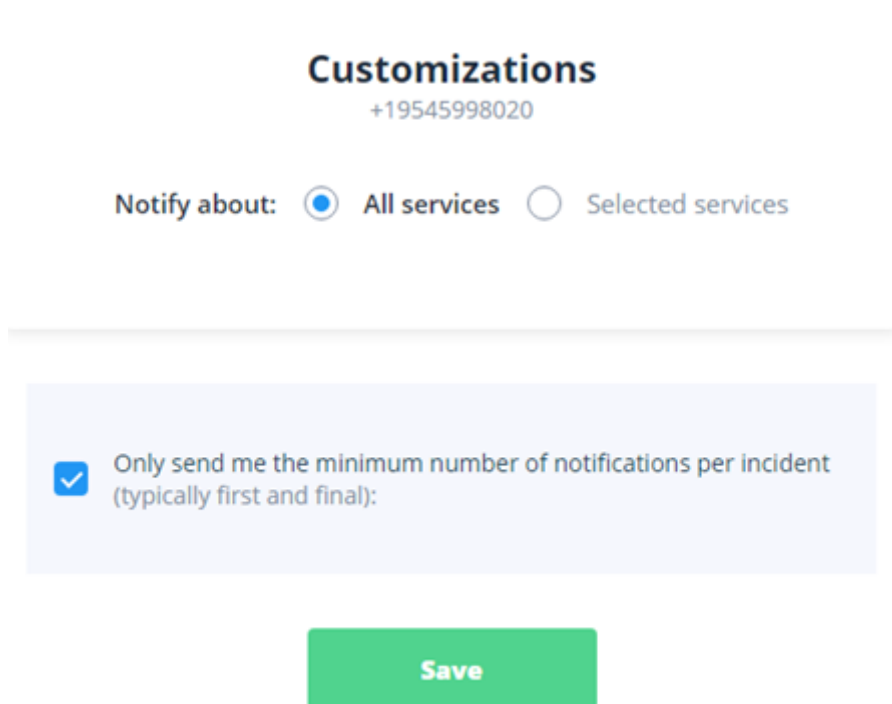 Customizations
+19545998020
Notify about: All services Selected services
Only send me the minimum number of notifications per incident
(typically first and final):
Save